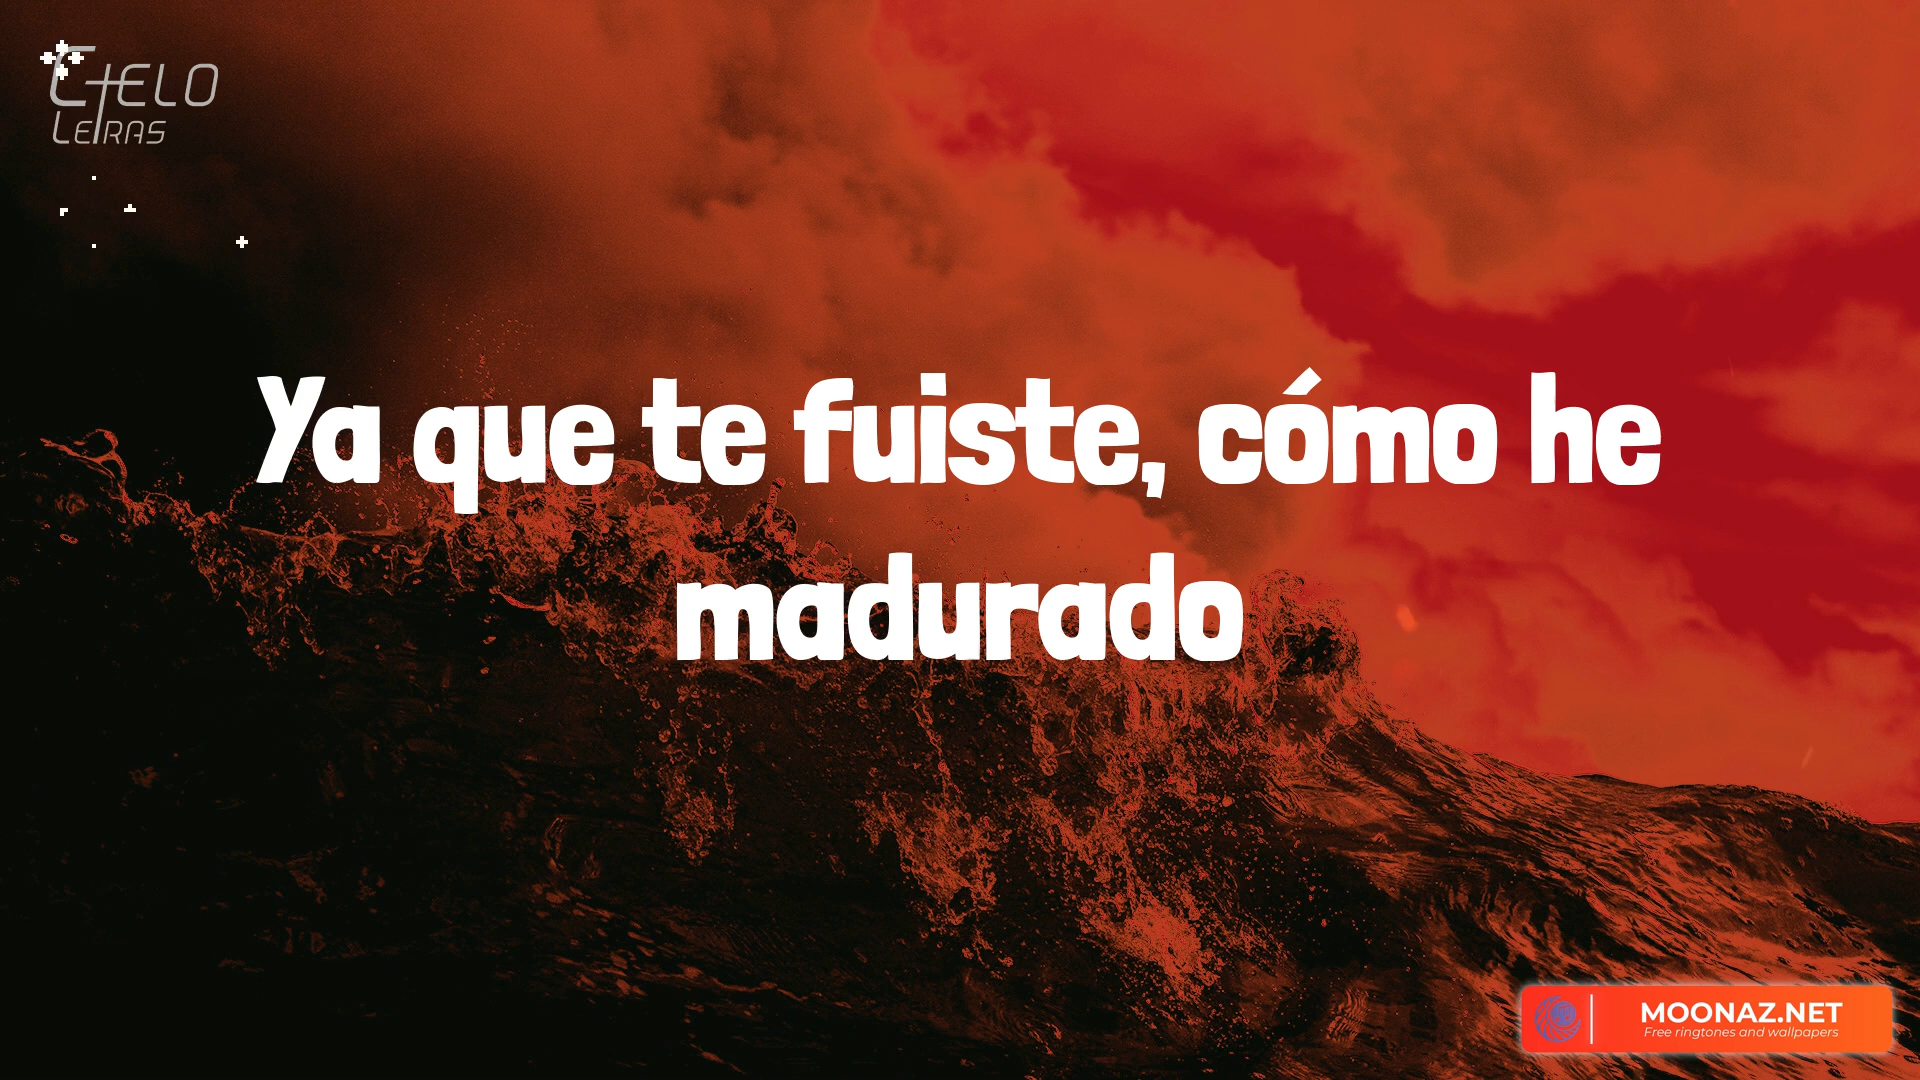 CIELO
LETRAS
Ya que te fuiste, cómo he
madurado
MOONAZ.NET
Free ringtones and wallpapers